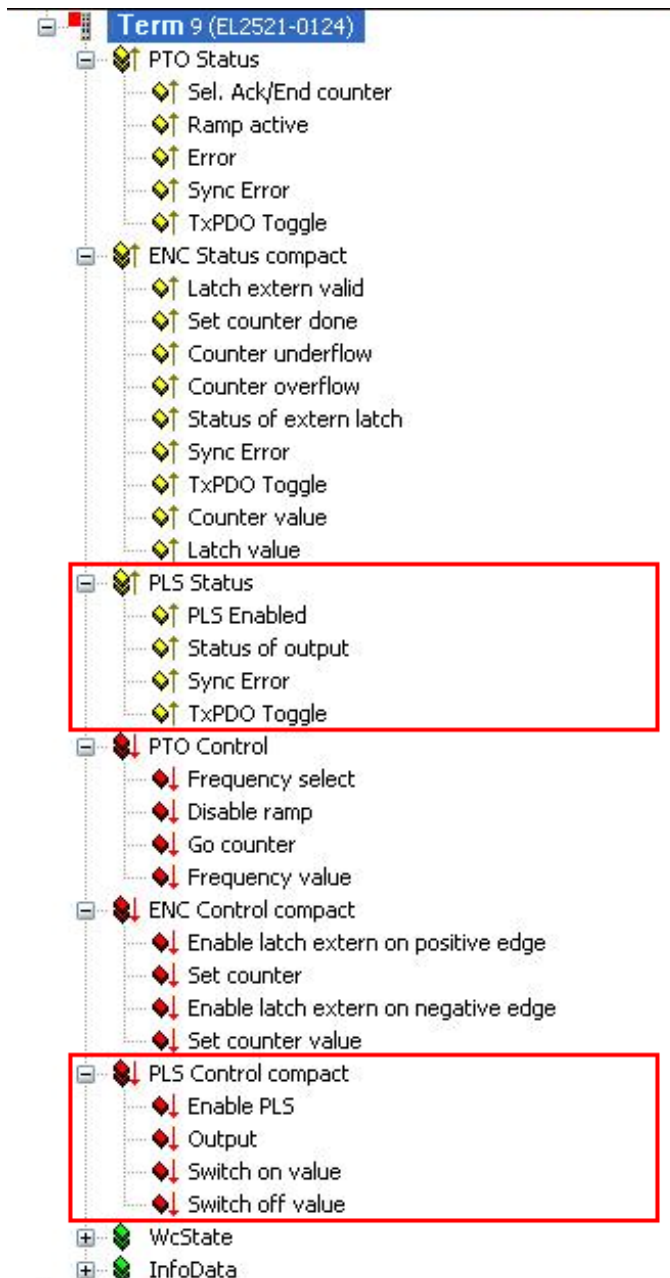 Term 9 (EL2521-0124)
PTO Status
Sel. Ack/End counter
Ramp active
Error
Sync Error
TxPDO Toggle
ENC Status compact
Latch extern valid
Set counter done
Counter underflow
Counter overflow
Status of extern latch
Sync Error
TxPDO Toggle
Counter value
Latch value
PLS Status
PLS Enabled
Status of output
Sync Error
TxPDO Toggle
PTO Control
Frequency select
Disable ramp
Go counter
Frequency value
ENC Control compact
Enable latch extern on positive edge
Set counter
Enable latch extern on negative edge
Set counter value
PLS Control compact
Enable PLS
Output
Switch on value
Switch off value
WcState
InfoData